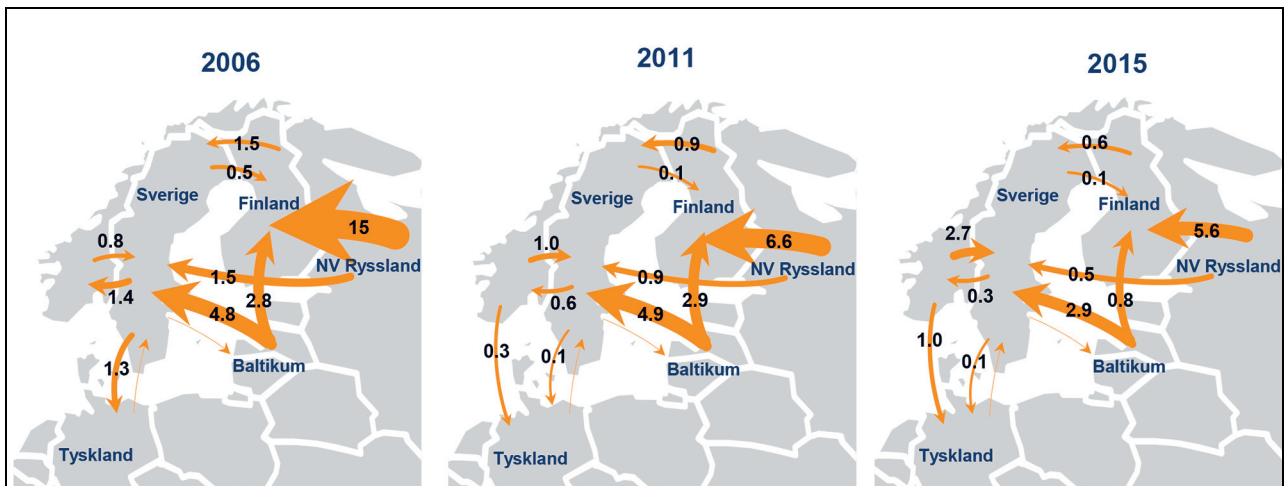 2006
1.5
0.5
Sverige
Finland
15
0.8
NV Ryssland
1.5
1.4
2.8
4.8
1.3
Baltikum
Tyskland
2011
0.9
0.1
Finland
Sverige
6.6
1.0
NV Ryssland
0.9
0.6
2.9
4.9
0.3
0.1
Baltikum
Tyskland
2015
0.6
0.1
Sverige
Finland
5.6
2.7
NV Ryssland
0.5
0.3
0.8
2.9
1.0
0.1
Baltikum
Tyskland